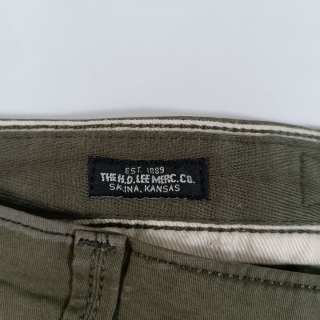 EST. 1889
THE H.D. LEE MERC. CO.
SALINA, KANSAS